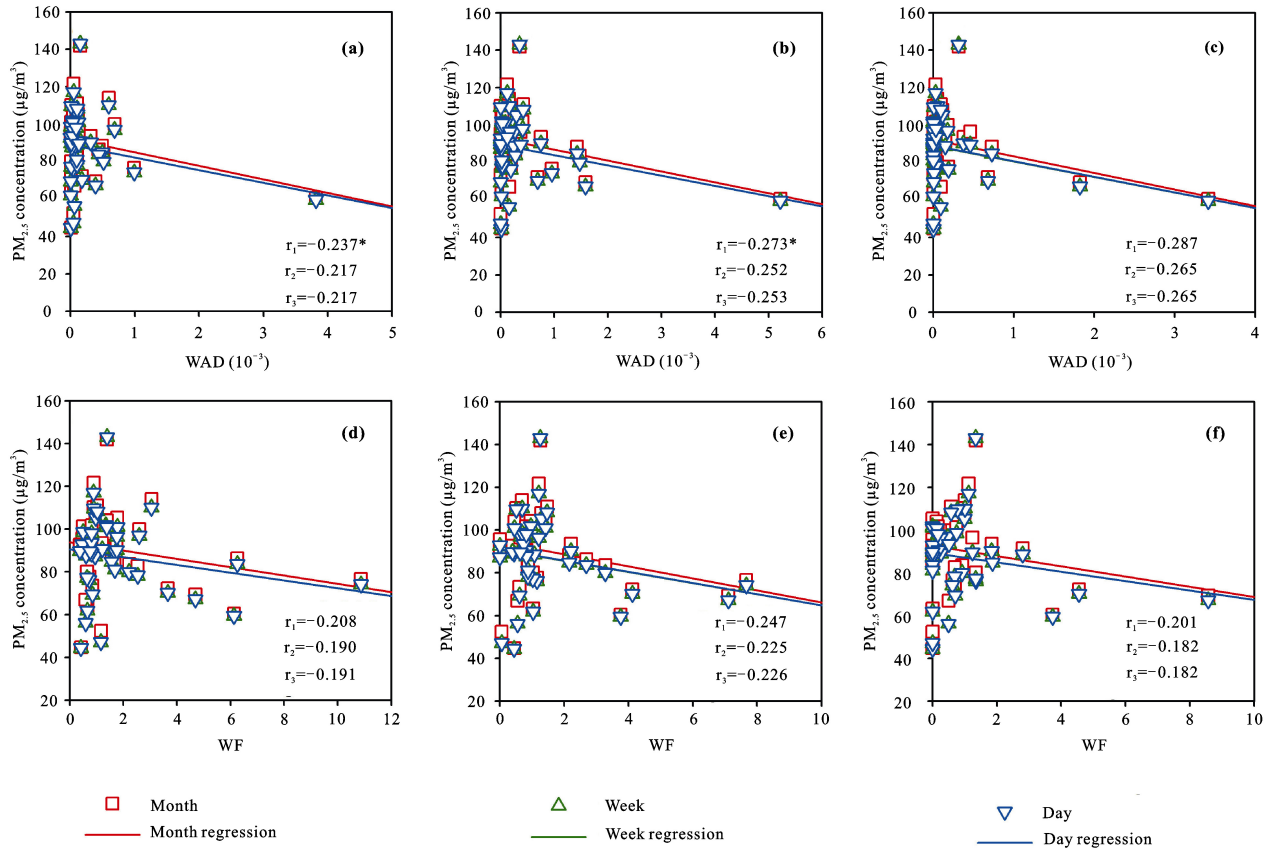 160
140
120
100
80
60
40
20
0
PM2.5 concentration (μg/m³)
(a)
r₁=−0.237*
r₂=−0.217
r₃=−0.217
0 1 2 3 4 5
WAD (10⁻³)
160
140
120
100
80
60
40
20
0
PM2.5 concentration (μg/m³)
(b)
r₁=−0.273*
r₂=−0.252
r₃=−0.253
0 1 2 3 4 5 6
WAD (10⁻³)
160
140
120
100
80
60
40
20
0
PM2.5 concentration (μg/m³)
(c)
r₁=−0.287
r₂=−0.265
r₃=−0.265
0 1 2 3 4
WAD (10⁻³)
160
140
120
100
80
60
40
20
PM2.5 concentration (μg/m³)
(d)
r₁=−0.208
r₂=−0.190
r₃=−0.191
0 2 4 6 8 10 12
WF
160
140
120
100
80
60
40
20
PM2.5 concentration (μg/m³)
(e)
r₁=−0.247
r₂=−0.225
r₃=−0.226
0 2 4 6 8 10
WF
160
140
120
100
80
60
40
20
PM2.5 concentration (μg/m³)
(f)
r₁=−0.201
r₂=−0.182
r₃=−0.182
0 2 4 6 8 10
WF
Month
Month regression
Week
Week regression
Day
Day regression